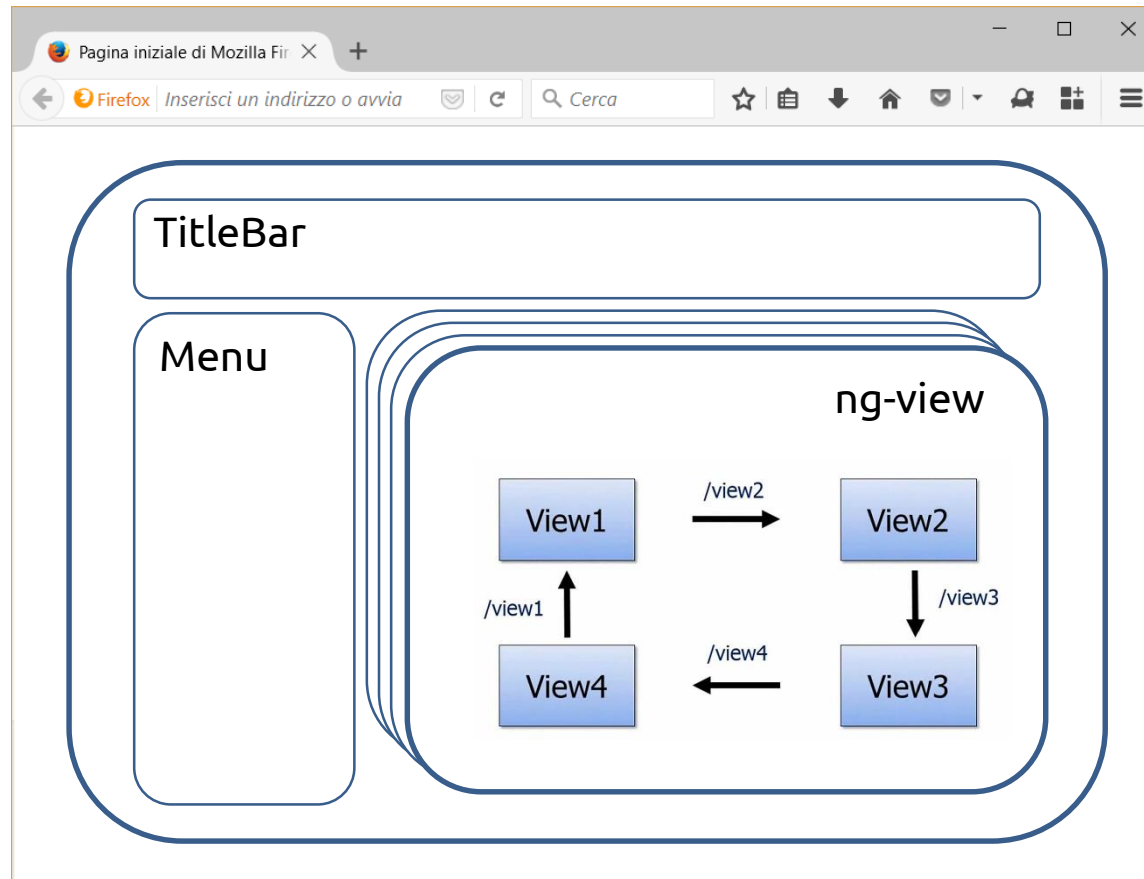 Pagina iniziale di Mozilla Fir
Firefox Inserisci un indirizzo o avvia Cerca
TitleBar
Menu
ng-view
View1
/view2
View2
/view1
/view3
View4
/view4
View3